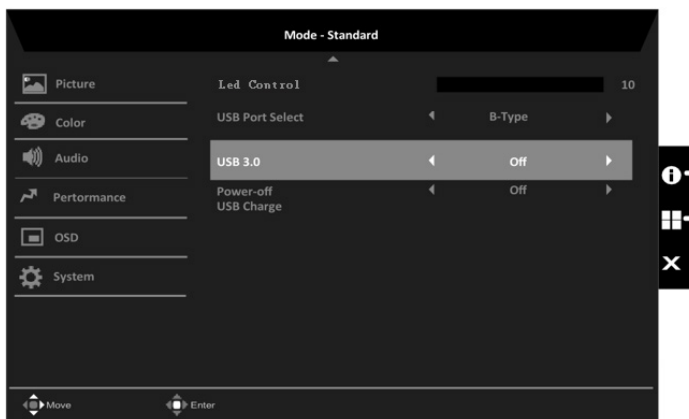 Mode - Standard
Picture
Color
Audio
Pertormance
OSD
System
Led Control 10
USB Port Select B-Type
USB 3.0 Off
Power-off Off
USB Charge
Move Enter